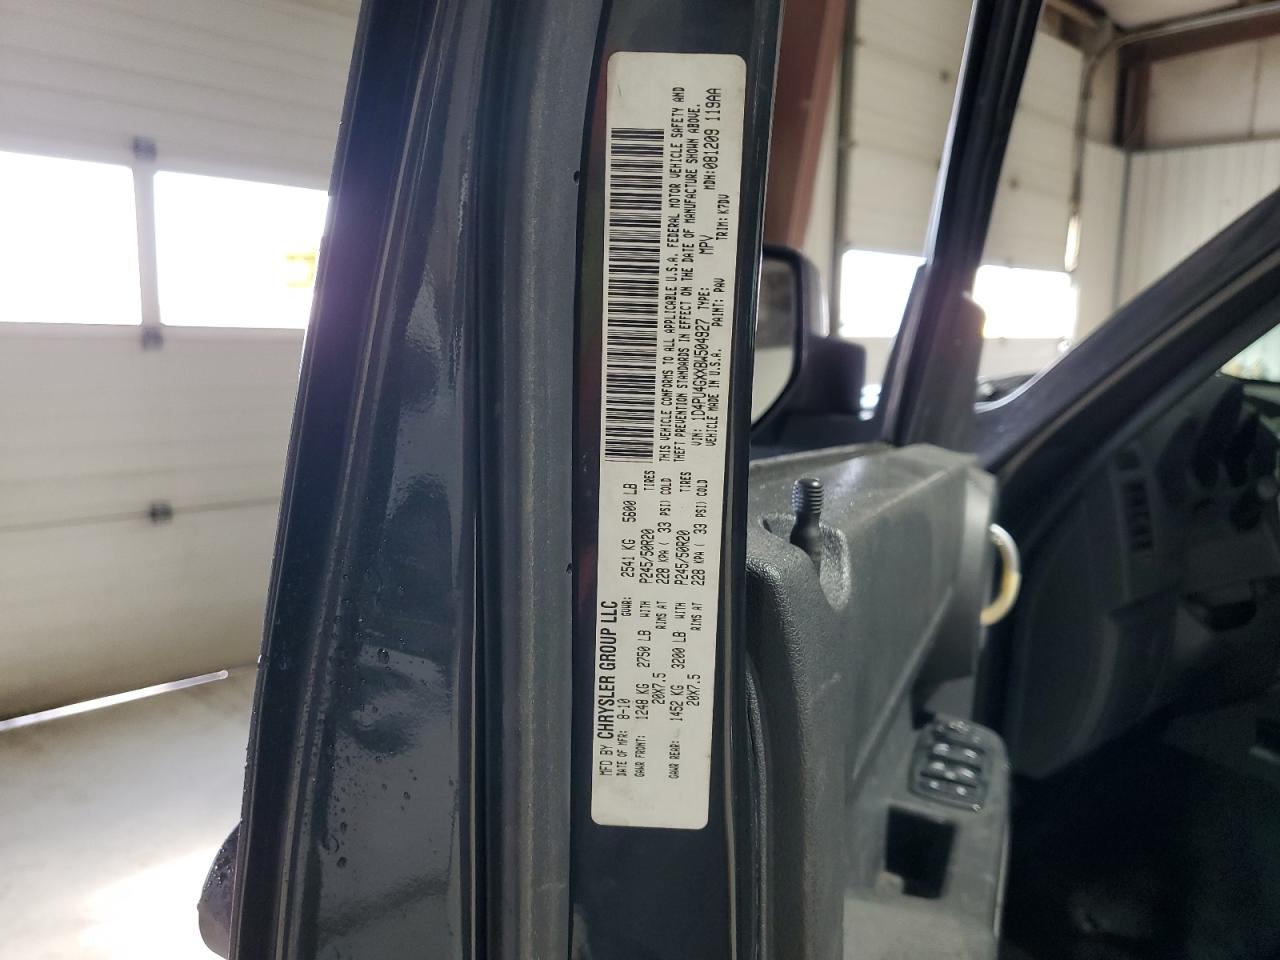 MFD BY CHRYSLER GROUP LLC
DATE OF MFR: 8-10 GVWR: 2541 KG 5600 LB
GAWR FRONT: 1248 KG 2750 LB WITH P245/50R20 TIRES
20X7.5 RIMS AT 228 KPA ( 33 PSI) COLD
GAWR REAR: 1452 KG 3200 LB WITH P245/50R20 TIRES
20X7.5 RIMS AT 228 KPA ( 33 PSI) COLD
THIS VEHICLE CONFORMS TO ALL APPLICABLE U.S.A. FEDERAL MOTOR VEHICLE SAFETY AND
THEFT PREVENTION STANDARDS IN EFFECT ON THE DATE OF MANUFACTURE SHOWN ABOVE.
VIN: 1D4PU4GKXBW504927 TYPE: MPV MDH:081209 119AA
VEHICLE MADE IN U.S.A. PAINT: PAV TRIM: K7DV